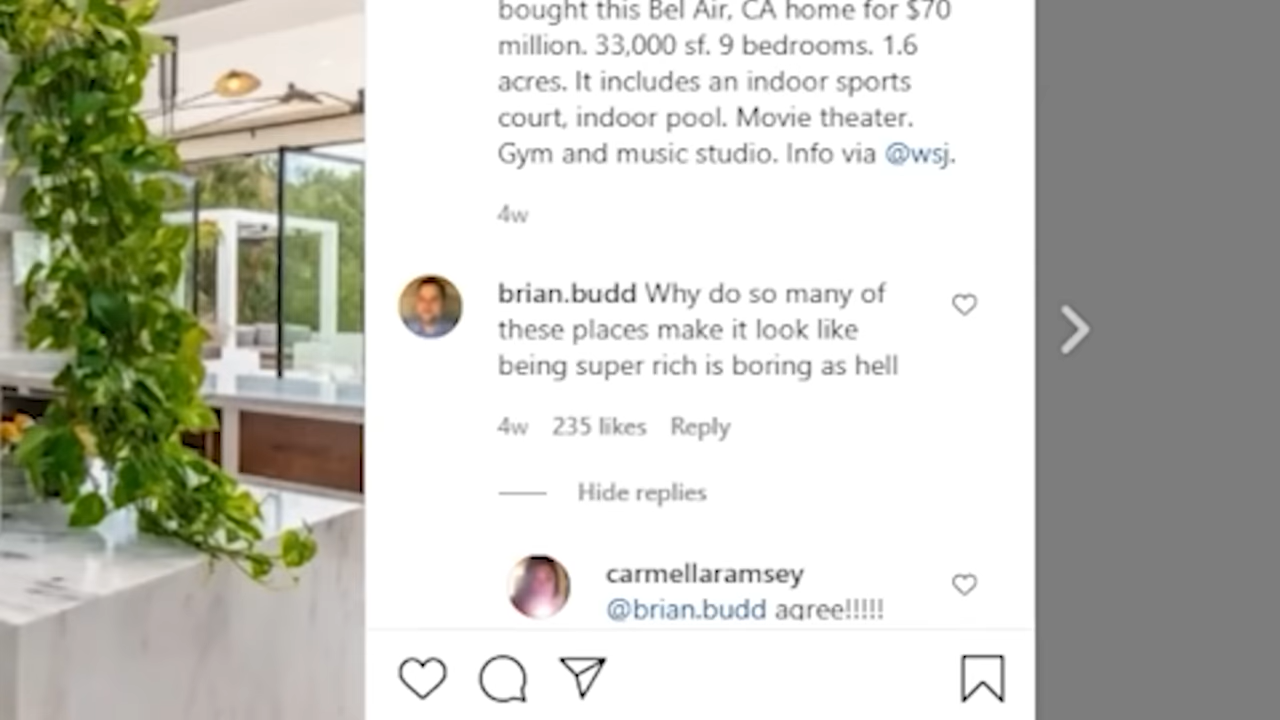 bought this Bel Air, CA home for $70
million. 33,000 sf. 9 bedrooms. 1.6
acres. It includes an indoor sports
court, indoor pool. Movie theater.
Gym and music studio. Info via @wsj.
4w
brian.budd Why do so many of
these places make it look like
being super rich is boring as hell
4w 235 likes Reply
Hide replies
carmellaramsey
@brian.budd agree!!!!!